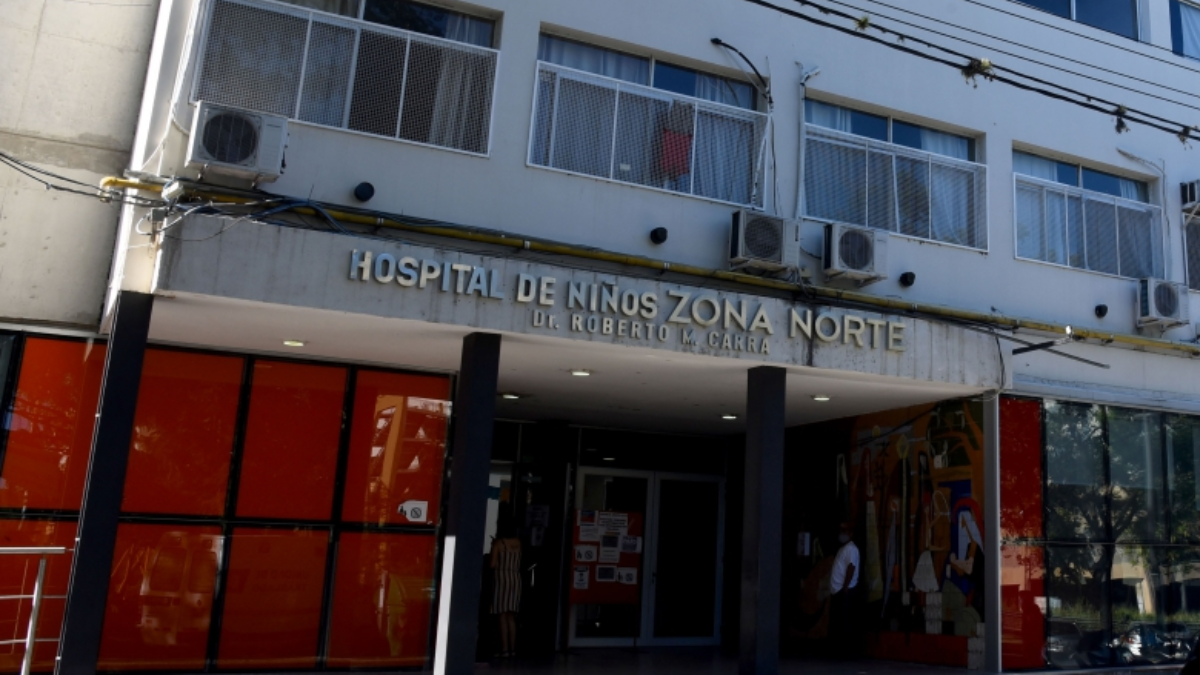 HOSPITAL DE NIÑOS ZONA NORTE
DR. ROBERTO M. CARRA